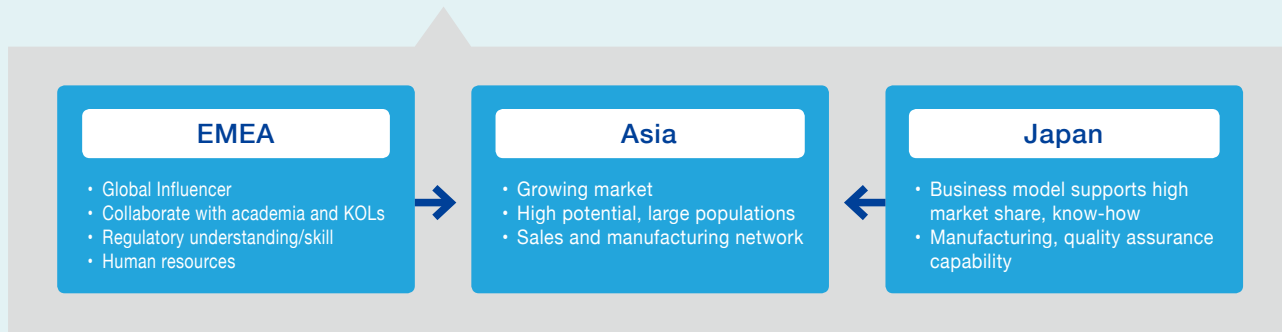 EMEA
・Global Influencer
・Collaborate with academia and KOLs
・Regulatory understanding/skill
・Human resources
Asia
・Growing market
・High potential, large populations
・Sales and manufacturing network
Japan
・Business model supports high
market share, know-how
・Manufacturing, quality assurance
capability